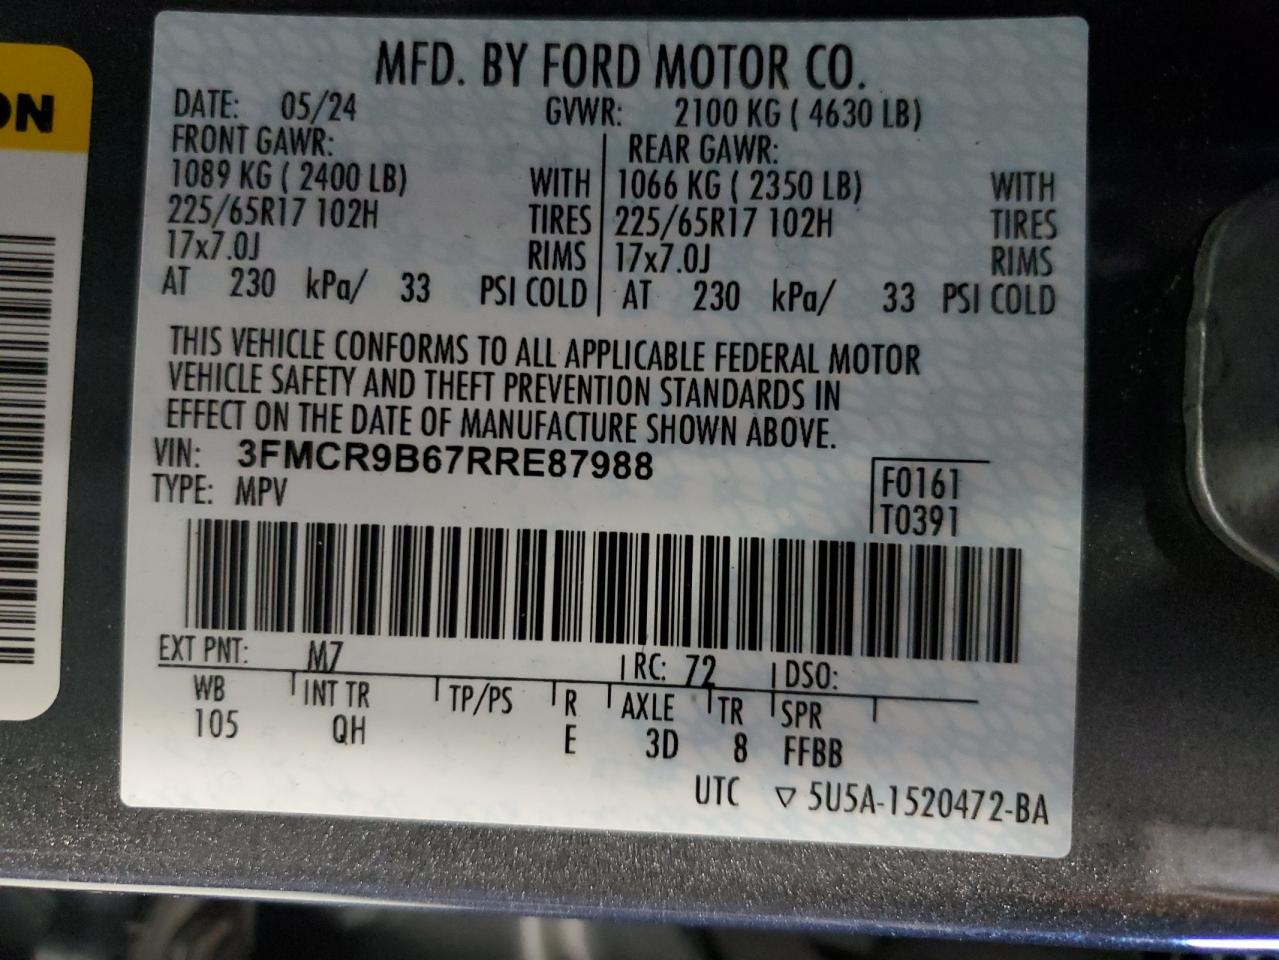 ON
MFD. BY FORD MOTOR CO.
DATE: 05/24 GVWR: 2100 KG ( 4630 LB)
FRONT GAWR: REAR GAWR:
1089 KG ( 2400 LB) WITH 1066 KG ( 2350 LB) WITH
225/65R17 102H TIRES 225/65R17 102H TIRES
17x7.0J RIMS 17x7.0J RIMS
AT 230 kPa/ 33 PSI COLD AT 230 kPa/ 33 PSI COLD
THIS VEHICLE CONFORMS TO ALL APPLICABLE FEDERAL MOTOR
VEHICLE SAFETY AND THEFT PREVENTION STANDARDS IN
EFFECT ON THE DATE OF MANUFACTURE SHOWN ABOVE.
VIN: 3FMCR9B67RRE87988
TYPE: MPV F0161
T0391
EXT PNT: M7 RC: 72 DSO:
WB INT TR TP/PS R AXLE TR SPR
105 QH E 3D 8 FFBB
UTC ▽ 5U5A-1520472-BA